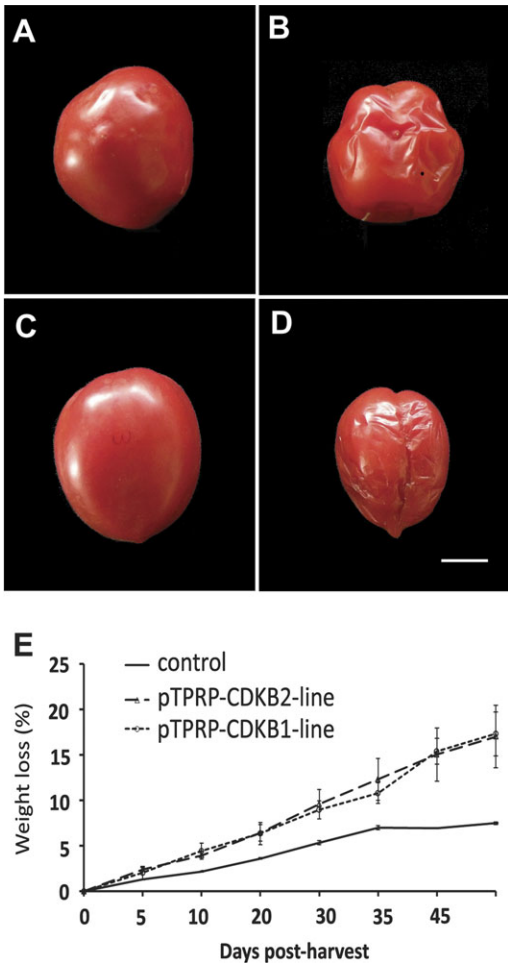 A
B
C
D
E
25
20
15
10
5
0
Weight loss (%)
control
pTPRP-CDKB2-line
pTPRP-CDKB1-line
0 5 10 20 30 35 45
Days post-harvest